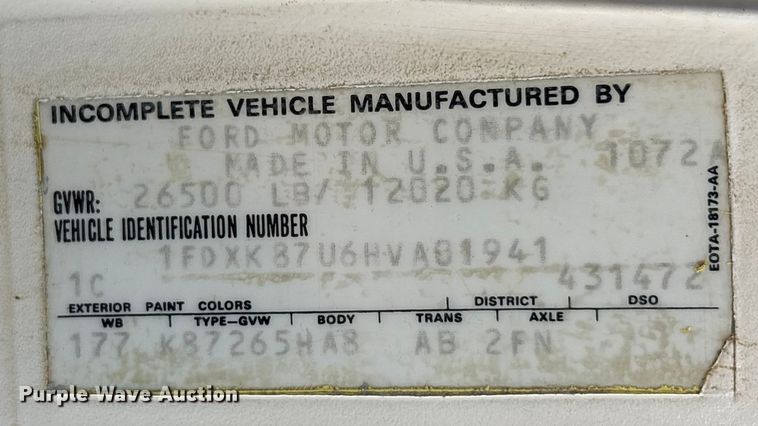 INCOMPLETE VEHICLE MANUFACTURED BY
FORD MOTOR COMPANY
MADE IN U.S.A. 1072A
GVWR: 26500 LB/ 12020 KG
VEHICLE IDENTIFICATION NUMBER
1FDXK87U6HVA01941
1C 431472
EXTERIOR PAINT COLORS DISTRICT DSO
WB TYPE-GVW BODY TRANS AXLE
177 K87265HA8 AB 2FN
EOTA-18173-AA
Purple Wave Auction